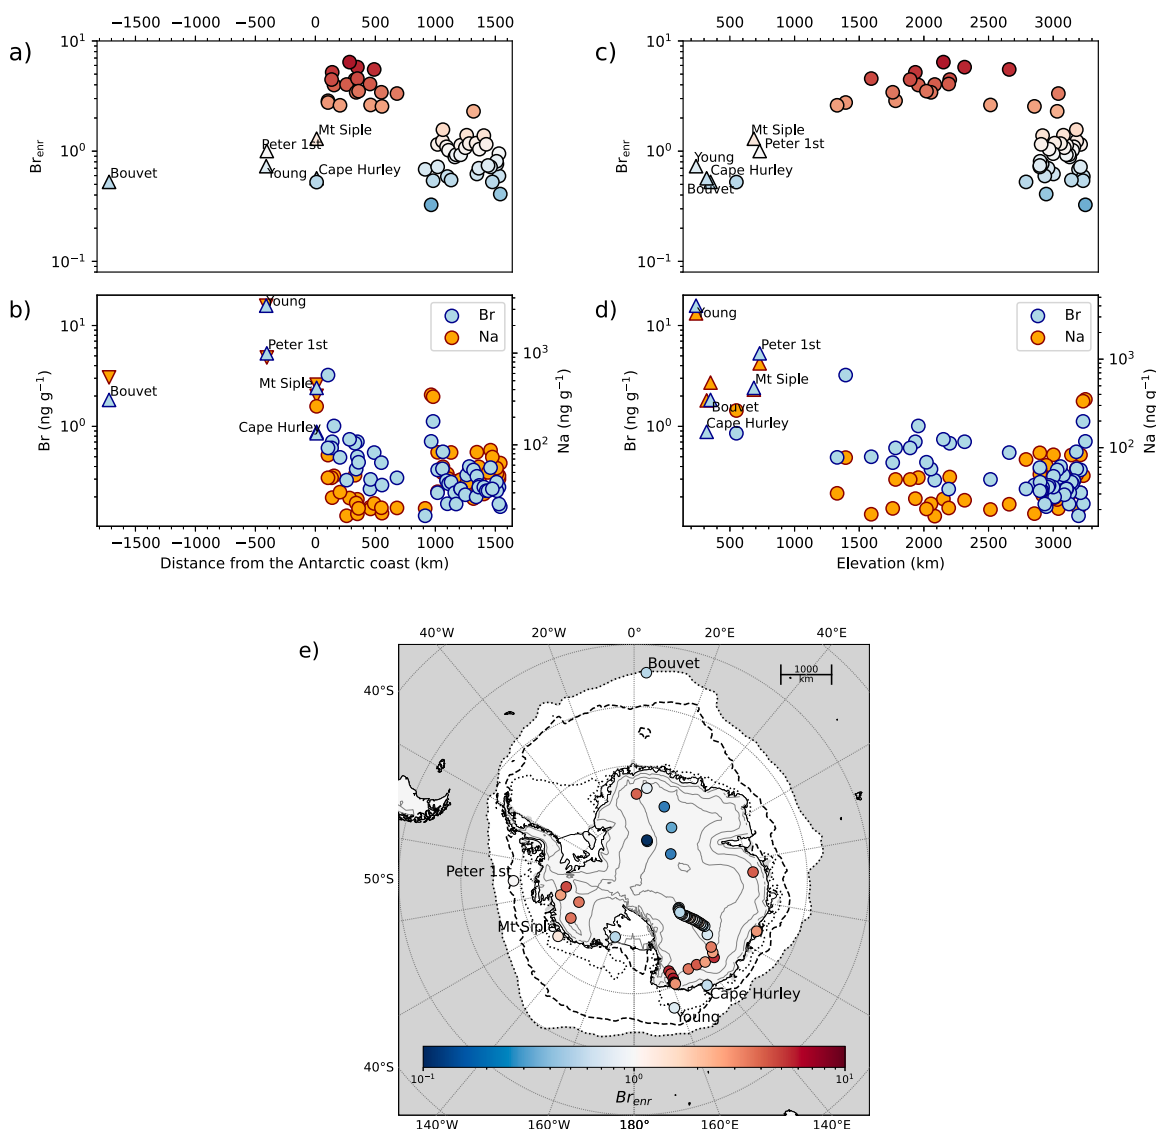 −1500 −1000 −500 0 500 1000 1500
500 1000 1500 2000 2500 3000
a)
10¹
10⁰
10⁻¹
Br_enr
Mt Siple
Peter 1st
Young
Cape Hurley
Bouvet
c)
10¹
10⁰
10⁻¹
Br_enr
Mt Siple
Peter 1st
Young
Cape Hurley
Bouvet
b)
10¹
10⁰
Br (ng g⁻¹)
Young
Peter 1st
Mt Siple
Bouvet
Cape Hurley
Br
Na
10³
10²
Na (ng g⁻¹)
−1500 −1000 −500 0 500 1000 1500
Distance from the Antarctic coast (km)
d)
10¹
10⁰
Br (ng g⁻¹)
Young
Peter 1st
Mt Siple
Bouvet
Cape Hurley
Br
Na
10³
10²
Na (ng g⁻¹)
500 1000 1500 2000 2500 3000
Elevation (km)
e)
40°W 20°W 0° 20°E 40°E
Bouvet
1000
km
40°S
Peter 1st
50°S
Mt Siple
Cape Hurley
Young
10⁻¹ 10⁰ 10¹
Br_enr
40°S
140°W 160°W 180° 160°E 140°E